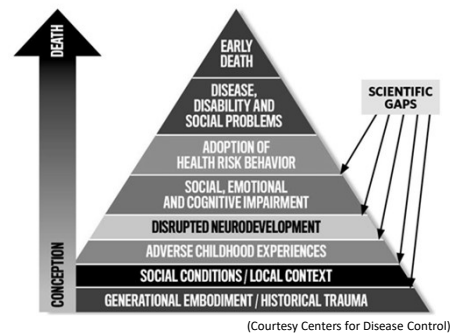 DEATH
CONCEPTION
EARLY
DEATH
DISEASE,
DISABILITY AND
SOCIAL PROBLEMS
ADOPTION OF
HEALTH RISK BEHAVIOR
SOCIAL, EMOTIONAL
AND COGNITIVE IMPAIRMENT
DISRUPTED NEURODEVELOPMENT
ADVERSE CHILDHOOD EXPERIENCES
SOCIAL CONDITIONS / LOCAL CONTEXT
GENERATIONAL EMBODIMENT / HISTORICAL TRAUMA
SCIENTIFIC
GAPS
(Courtesy Centers for Disease Control)